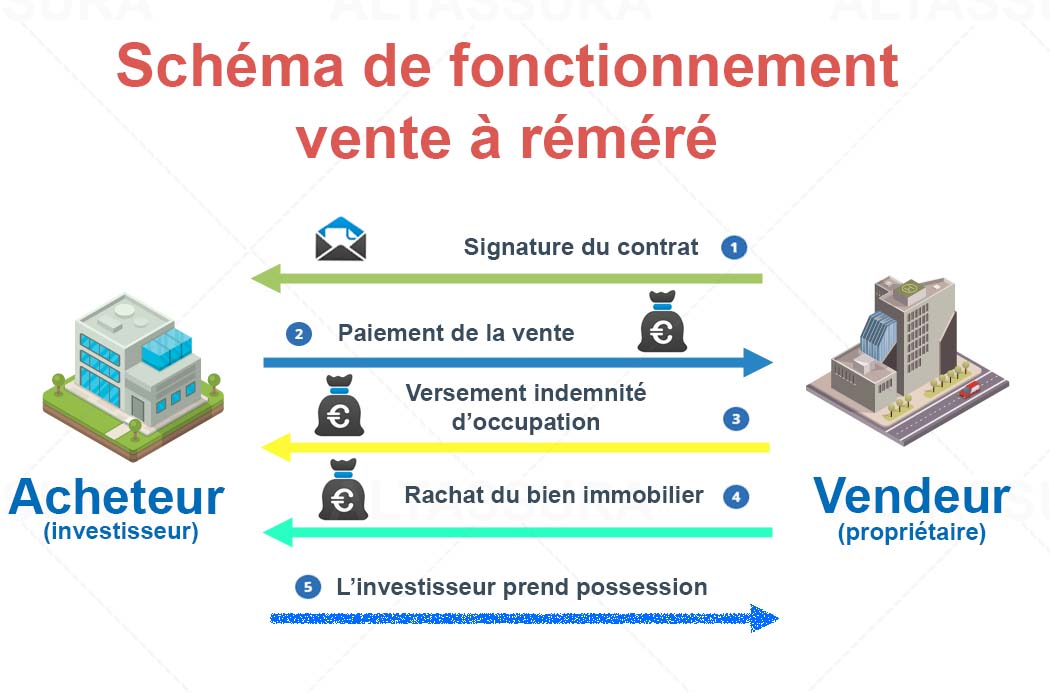 ALTASSURA
Schéma de fonctionnement
vente à réméré
Signature du contrat 1
2 Paiement de la vente
Versement indemnité
d’occupation 3
Rachat du bien immobilier 4
Acheteur
(investisseur)
Vendeur
(propriétaire)
5 L’investisseur prend possession